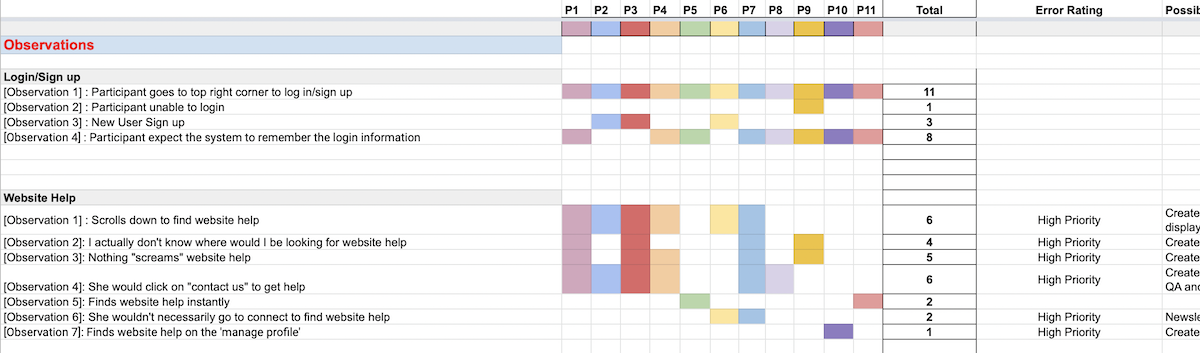 P1 P2 P3 P4 P5 P6 P7 P8 P9 P10 P11 Total Error Rating Possib
Observations
Login/Sign up
[Observation 1] : Participant goes to top right corner to log in/sign up 11
[Observation 2] : Participant unable to login 1
[Observation 3] : New User Sign up 3
[Observation 4] : Participant expect the system to remember the login information 8
Website Help
[Observation 1] : Scrolls down to find website help 6 High Priority Create
display
[Observation 2]: I actually don't know where would I be looking for website help 4 High Priority Create
[Observation 3]: Nothing "screams" website help 5 High Priority Create
[Observation 4]: She would click on "contact us" to get help 6 High Priority Create
QA and
[Observation 5]: Finds website help instantly 2
[Observation 6]: She wouldn't necessarily go to connect to find website help 2 High Priority Newsle
[Observation 7]: Finds website help on the 'manage profile' 1 High Priority Create